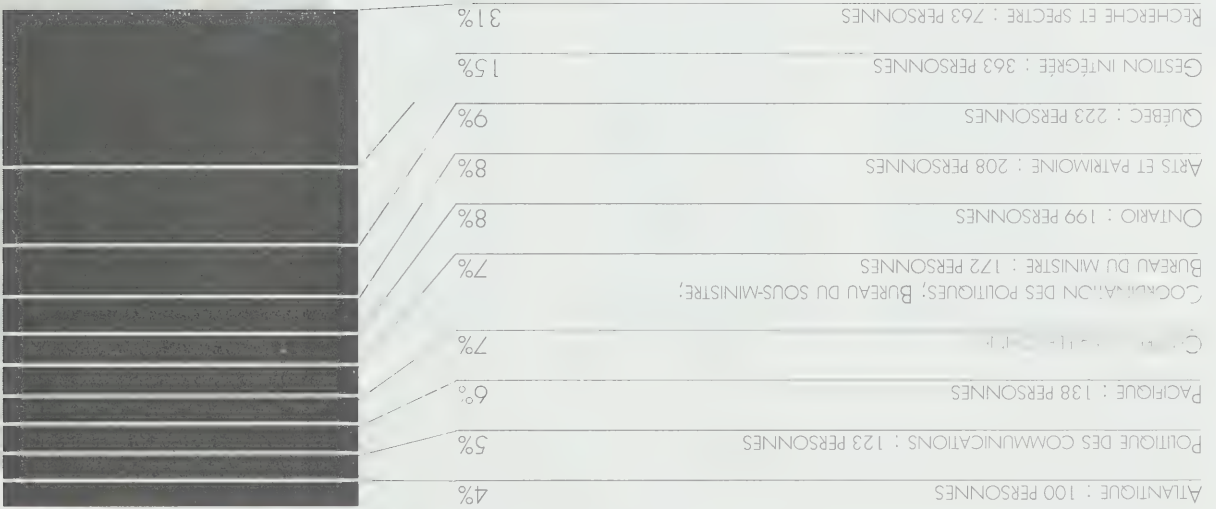 ATLANTIQUE : 100 PERSONNES 4%
POLITIQUE DES COMMUNICATIONS : 123 PERSONNES 5%
PACIFIQUE : 138 PERSONNES 6%
7%
COORDINATION DES POLITIQUES; BUREAU DU SOUS-MINISTRE;
BUREAU DU MINISTRE : 172 PERSONNES 7%
ONTARIO : 199 PERSONNES 8%
ARTS ET PATRIMOINE : 208 PERSONNES 8%
QUÉBEC : 223 PERSONNES 9%
GESTION INTÉGRÉE : 363 PERSONNES 15%
RECHERCHE ET SPECTRE : 763 PERSONNES 31%